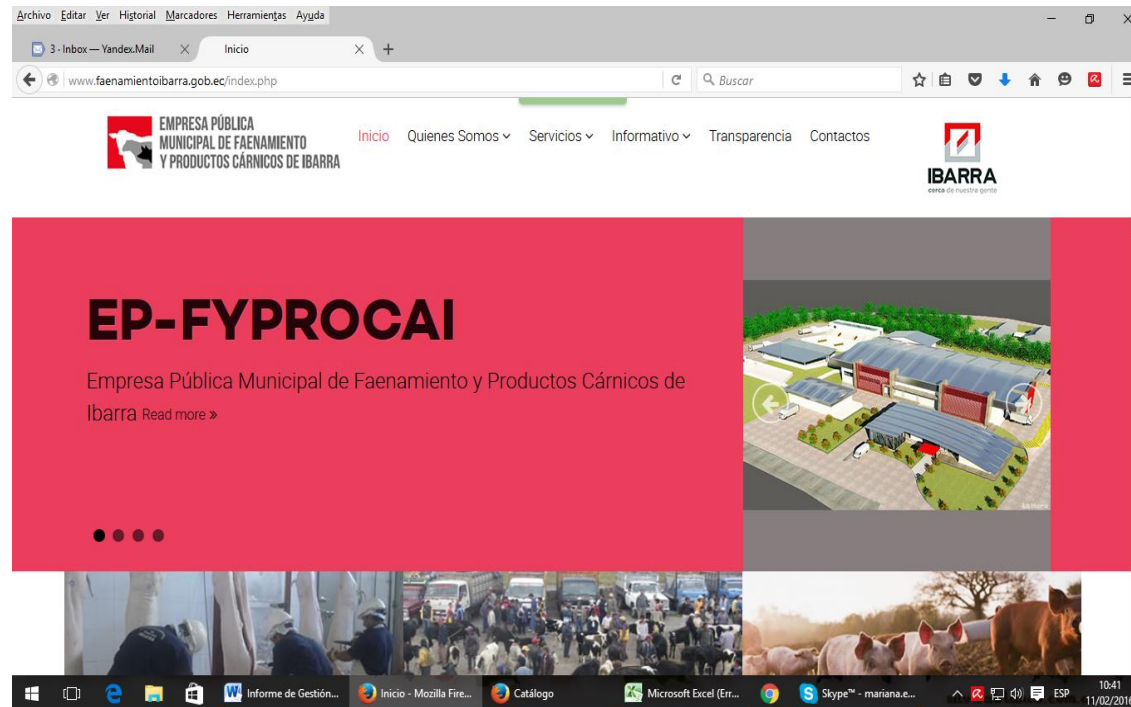 Archivo Editar Ver Historial Marcadores Herramientas Ayuda
3 - Inbox — Yandex.Mail
Inicio
www.faenamientoibarra.gob.ec/index.php
Buscar
EMPRESA PÚBLICA
MUNICIPAL DE FAENAMIENTO
Y PRODUCTOS CÁRNICOS DE IBARRA
Inicio Quienes Somos Servicios Informativo Transparencia Contactos
IBARRA
cerca de nuestra gente
EP-FYPROCAI
Empresa Pública Municipal de Faenamiento y Productos Cárnicos de
Ibarra Read more »
Informe de Gestión... Inicio - Mozilla Fire... Catálogo Microsoft Excel (Err... Skype™ - mariana.e... ESP
10:41
11/02/2016